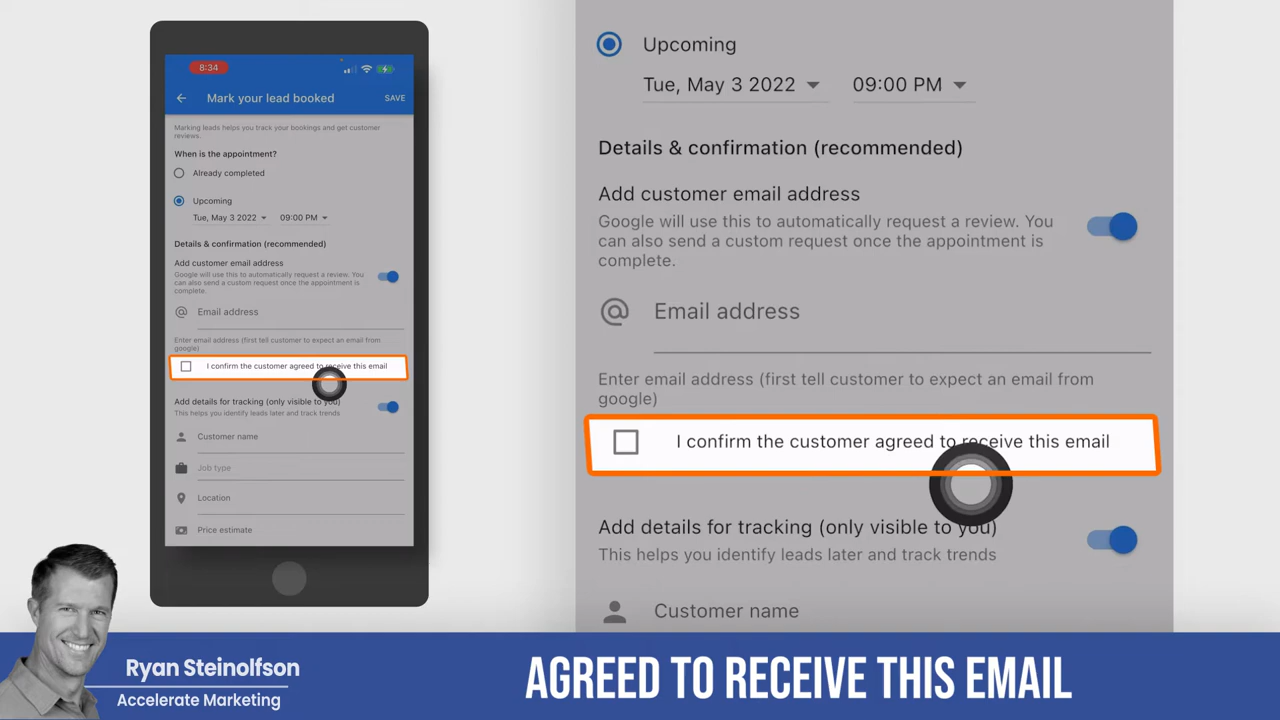 8:34
Mark your lead booked
SAVE
Marking leads helps you track your bookings and get customer
reviews.
When is the appointment?
Already completed
Upcoming
Tue, May 3 2022
09:00 PM
Details & confirmation (recommended)
Add customer email address
Google will use this to automatically request a review. You
can also send a custom request once the appointment is
complete.
@
Email address
Enter email address (first tell customer to expect an email from
google)
I confirm the customer agreed to receive this email
Add details for tracking (only visible to you)
This helps you identify leads later and track trends
Customer name
Job type
Location
Price estimate
Upcoming
Tue, May 3 2022
09:00 PM
Details & confirmation (recommended)
Add customer email address
Google will use this to automatically request a review. You
can also send a custom request once the appointment is
complete.
@
Email address
Enter email address (first tell customer to expect an email from
google)
I confirm the customer agreed to receive this email
Add details for tracking (only visible to you)
This helps you identify leads later and track trends
Customer name
Ryan Steinolfson
Accelerate Marketing
AGREED TO RECEIVE THIS EMAIL